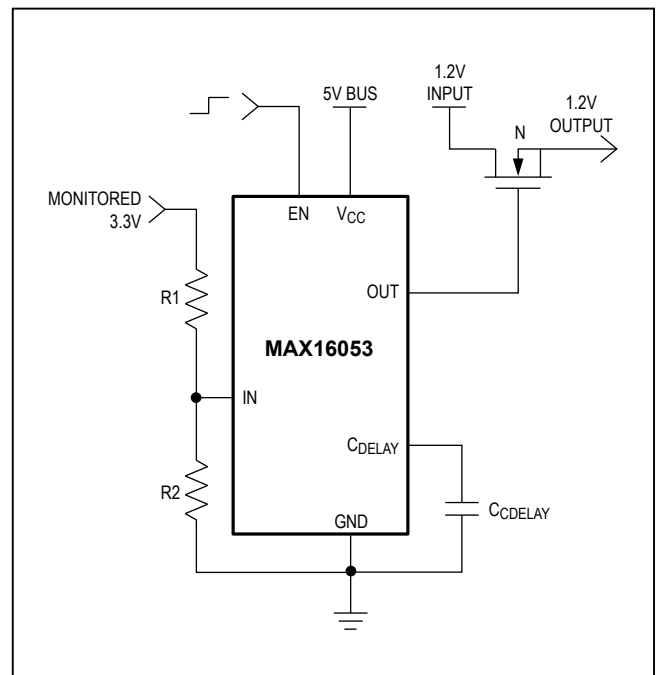 1.2V
INPUT
5V BUS
N
1.2V
OUTPUT
MONITORED
3.3V
EN
VCC
R1
OUT
MAX16053
IN
CDELAY
R2
CCDELAY
GND